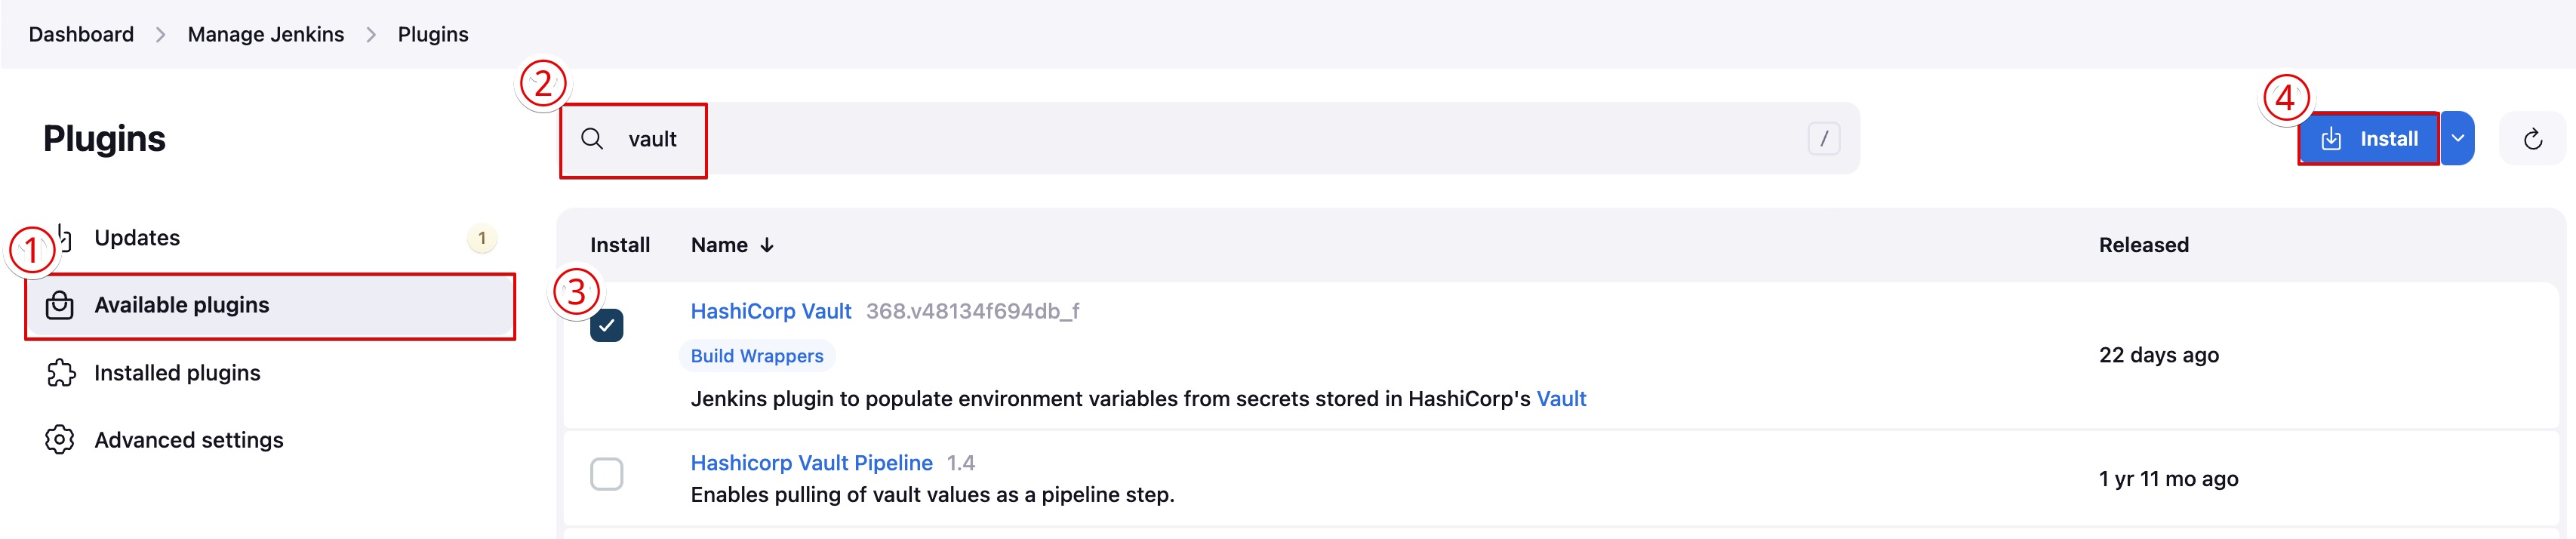 Dashboard > Manage Jenkins > Plugins
Plugins
② vault /
④ Install
Updates 1
① Available plugins
Installed plugins
Advanced settings
Install Name ↓ Released
③ HashiCorp Vault 368.v48134f694db_f
Build Wrappers
22 days ago
Jenkins plugin to populate environment variables from secrets stored in HashiCorp's Vault
Hashicorp Vault Pipeline 1.4
1 yr 11 mo ago
Enables pulling of vault values as a pipeline step.